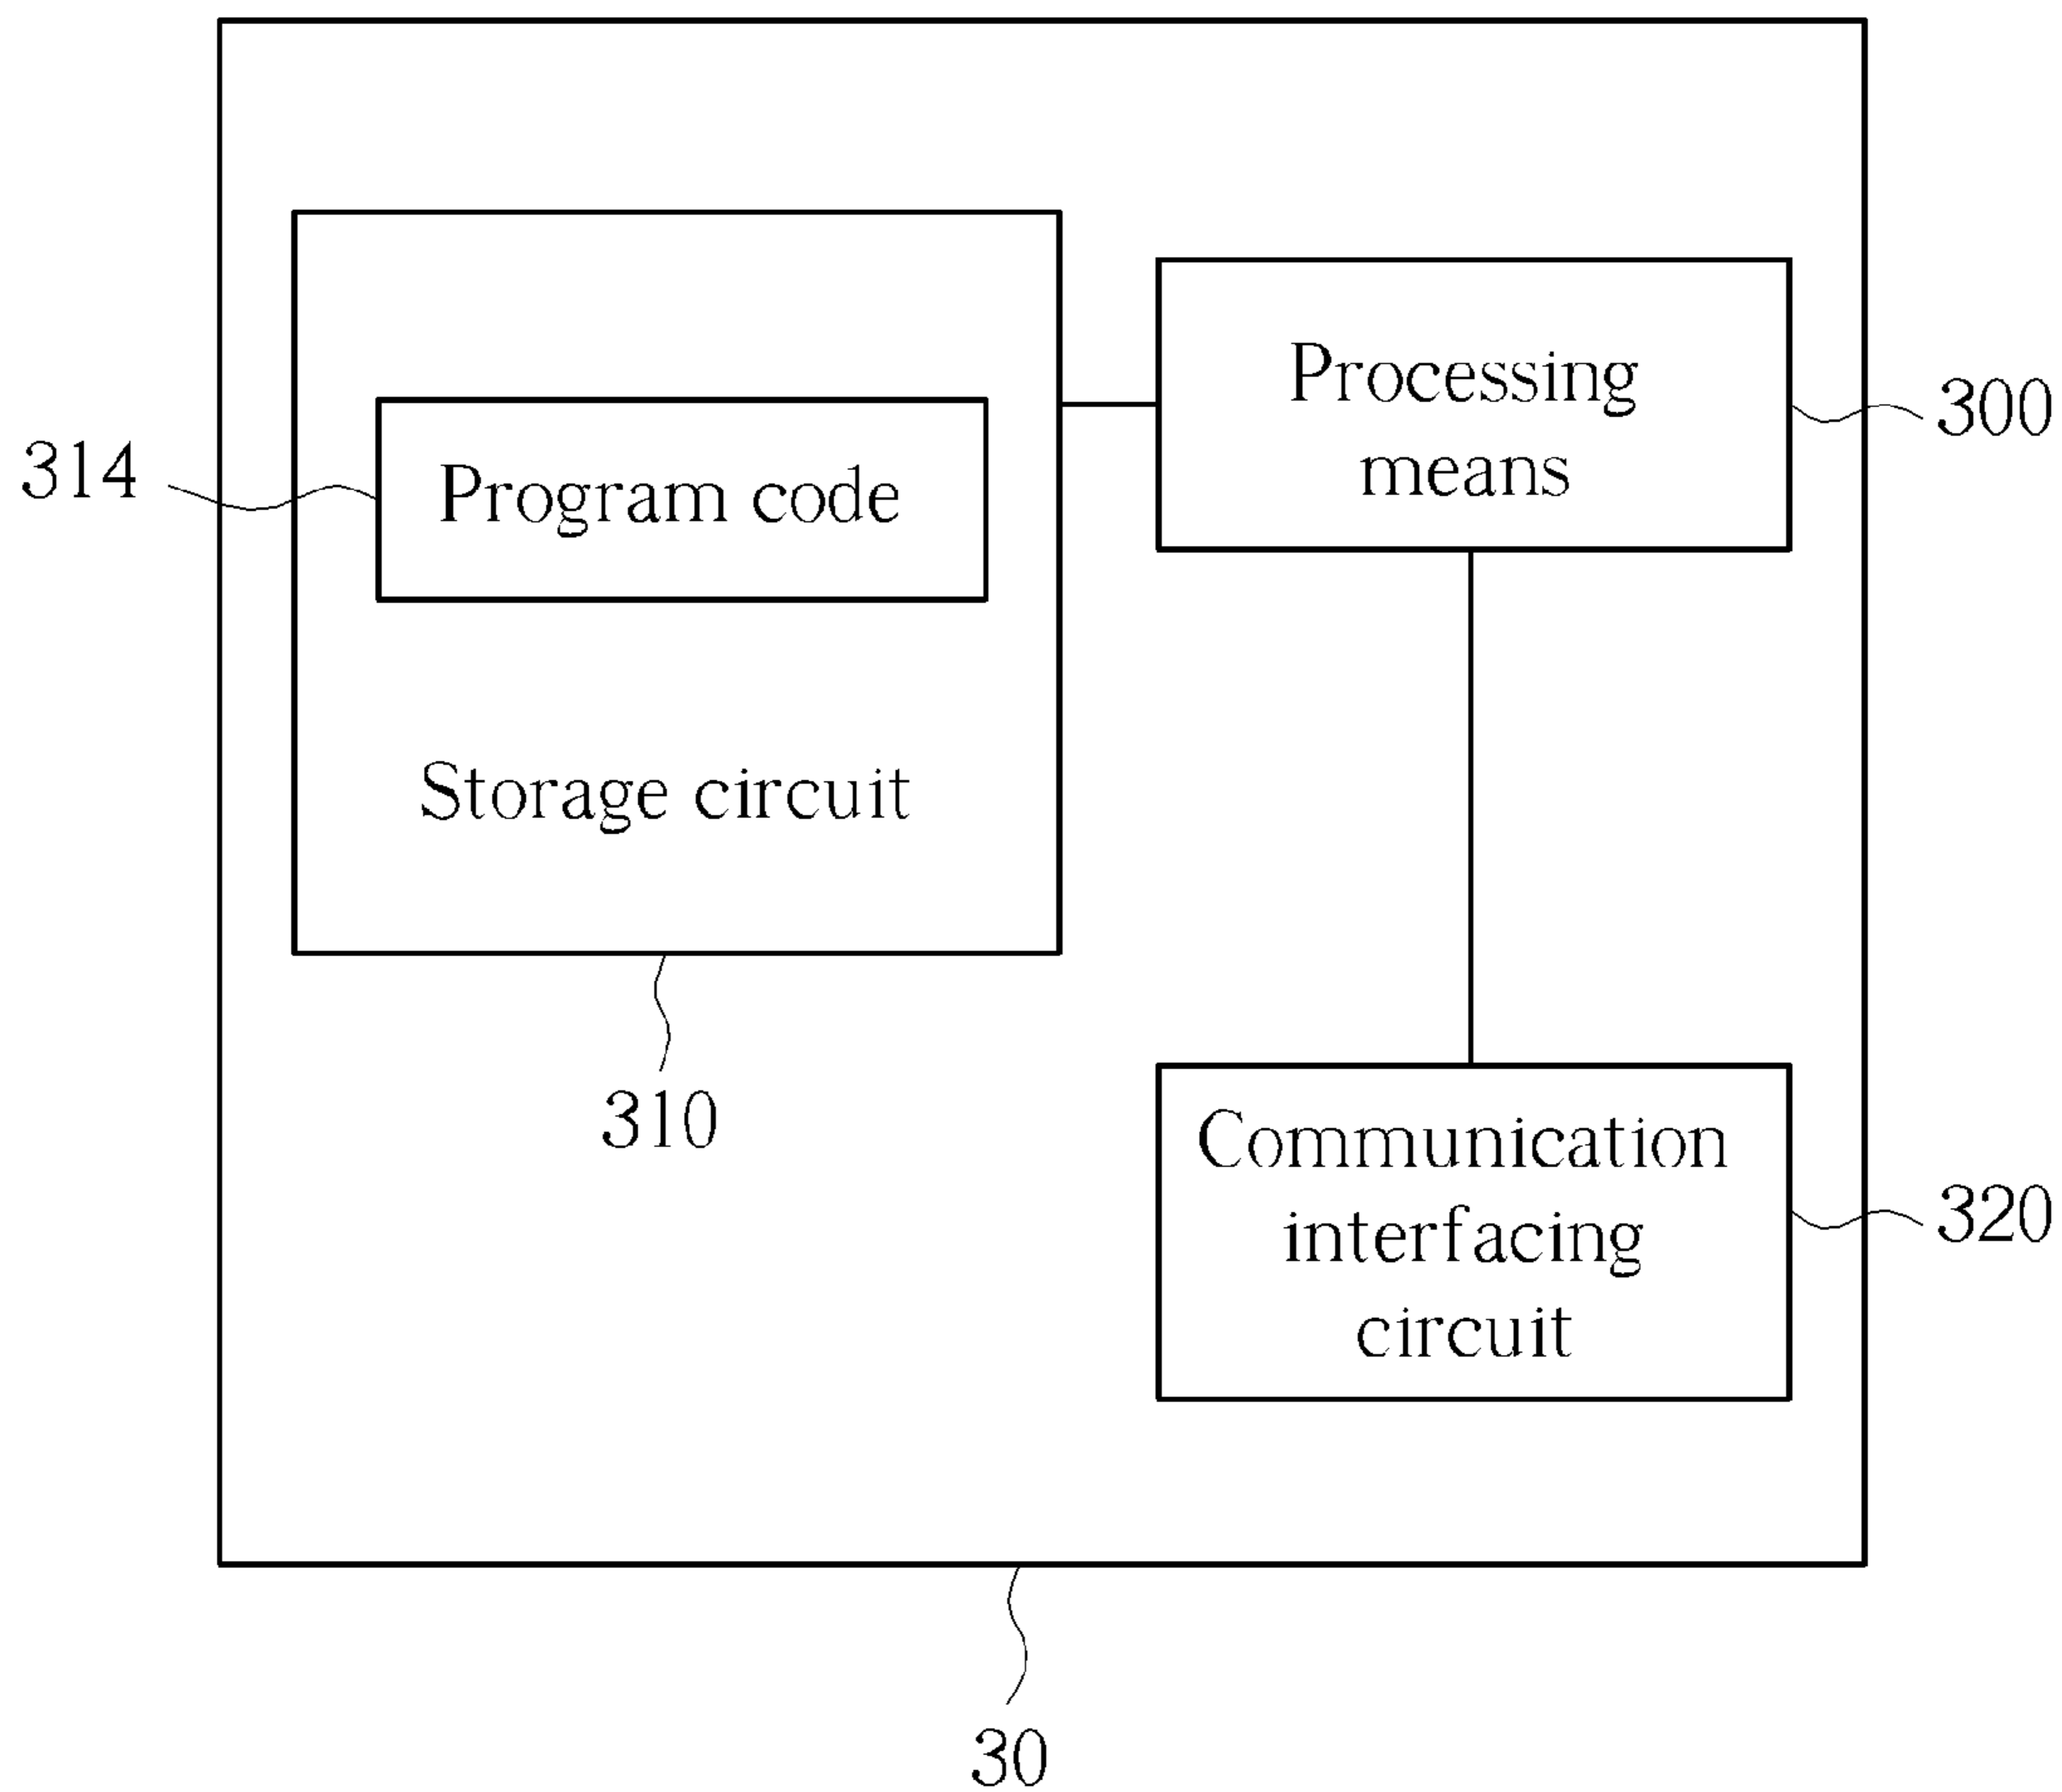 Processing
means
300
314
Program code
Storage circuit
310
Communication
interfacing
circuit
320
30